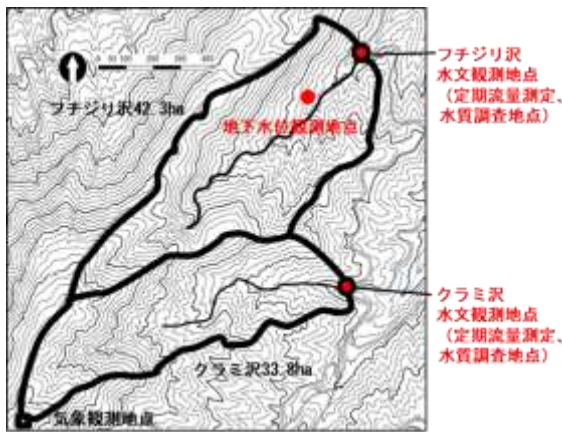 フチジリ沢
水文観測地点
(定期流量測定、
水質調査地点)
フチジリ沢42.3ha
地下水位観測地点
クラミ沢
水文観測地点
(定期流量測定、
水質調査地点)
クラミ沢33.8ha
気象観測地点